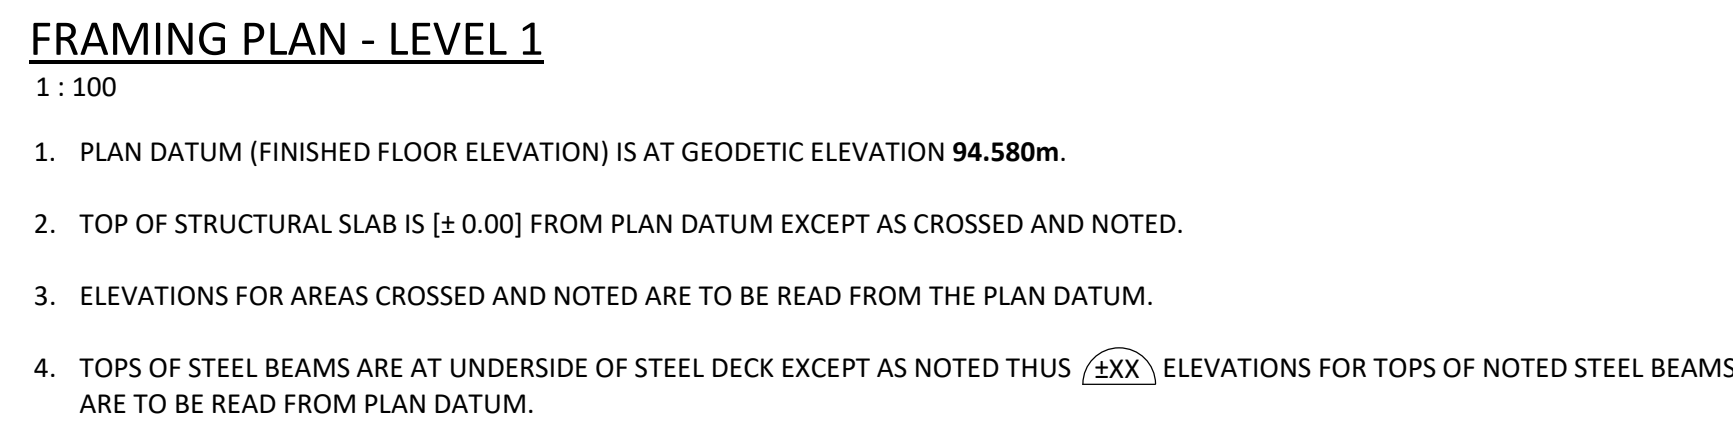 FRAMING PLAN - LEVEL 1
1 : 100
1. PLAN DATUM (FINISHED FLOOR ELEVATION) IS AT GEODETIC ELEVATION 94.580m.
2. TOP OF STRUCTURAL SLAB IS [± 0.00] FROM PLAN DATUM EXCEPT AS CROSSED AND NOTED.
3. ELEVATIONS FOR AREAS CROSSED AND NOTED ARE TO BE READ FROM THE PLAN DATUM.
4. TOPS OF STEEL BEAMS ARE AT UNDERSIDE OF STEEL DECK EXCEPT AS NOTED THUS ±XX ELEVATIONS FOR TOPS OF NOTED STEEL BEAMS
ARE TO BE READ FROM PLAN DATUM.